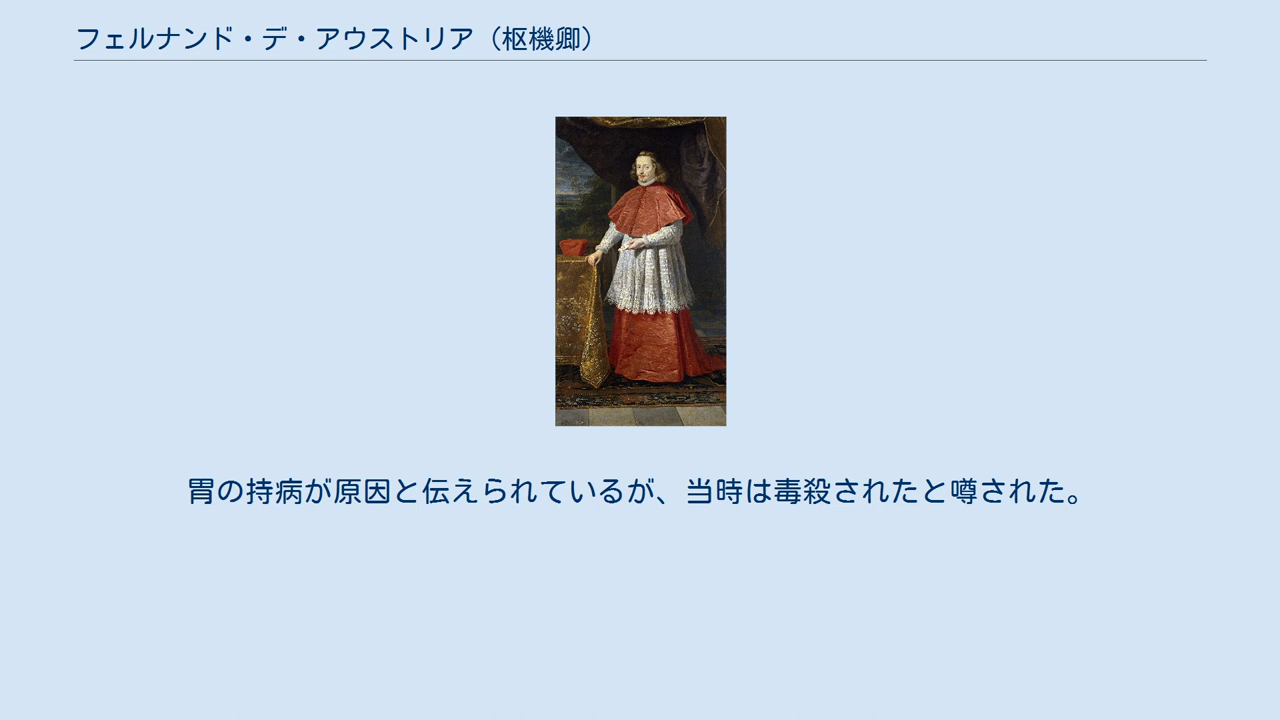 フェルナンド・デ・アウストリア（枢機卿）
胃の持病が原因と伝えられているが、当時は毒殺されたと噂された。